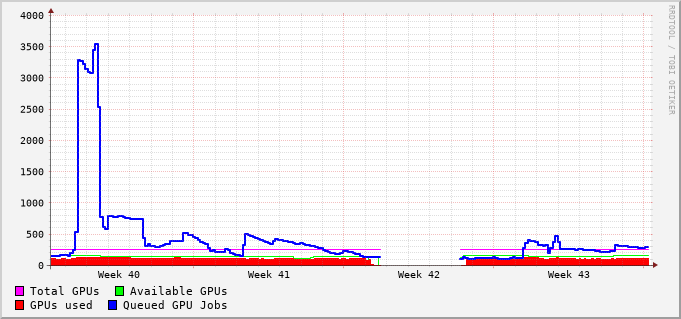 4000
3500
3000
2500
2000
1500
1000
500
0
Week 40 Week 41 Week 42 Week 43
Total GPUs Available GPUs
GPUs used Queued GPU Jobs
RRDTOOL / TOBI OETIKER